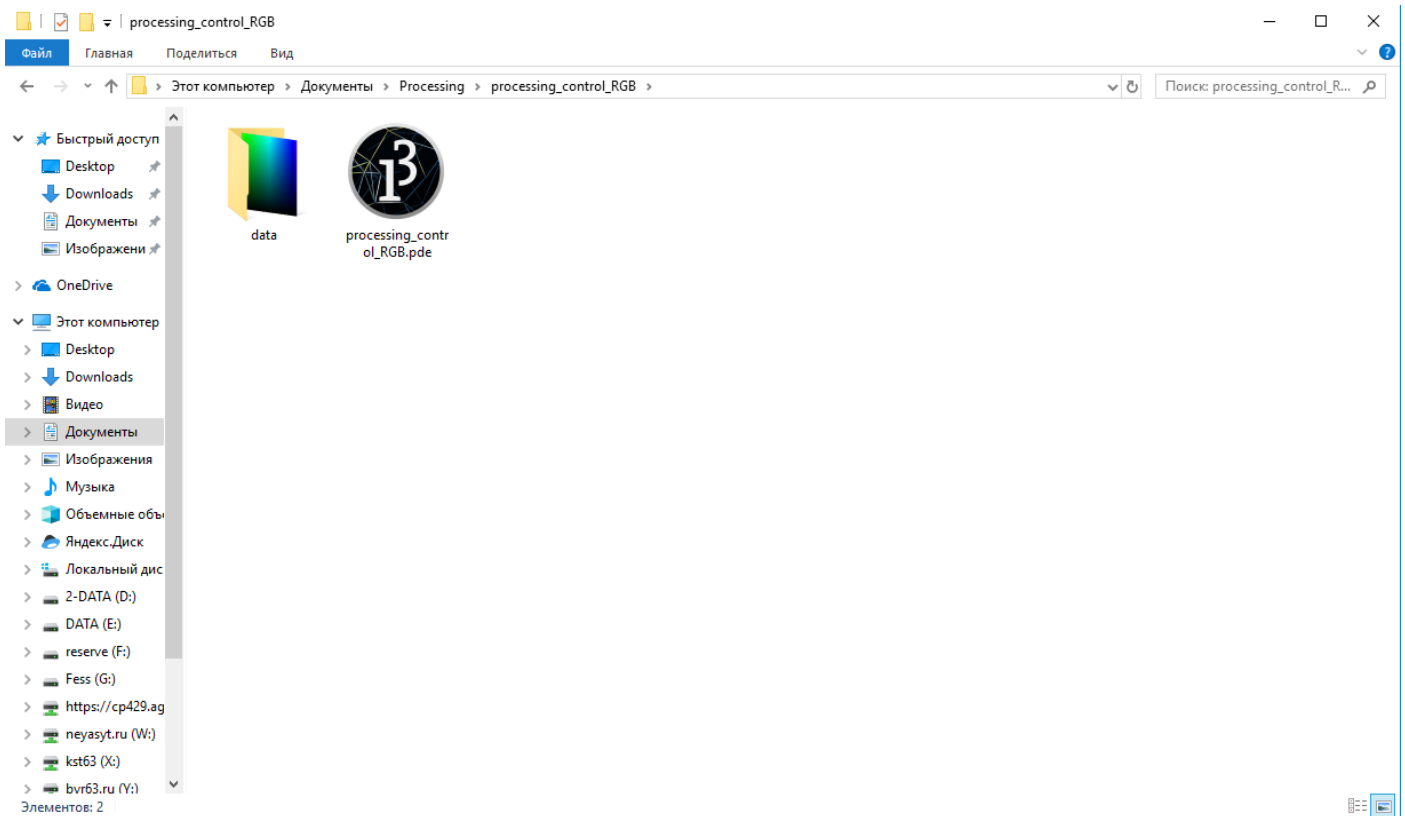 processing_control_RGB
Файл Главная Поделиться Вид
Этот компьютер Документы Processing processing_control_RGB
Поиск: processing_control_R...
Быстрый доступ
Desktop
Downloads
Документы
Изображени
OneDrive
Этот компьютер
Desktop
Downloads
Видео
Документы
Изображения
Музыка
Объемные объ
Яндекс.Диск
Локальный дис
2-DATA (D:)
DATA (E:)
reserve (F:)
Fess (G:)
https://cp429.ag
neyasyt.ru (W:)
kst63 (X:)
bvr63.ru (Y:)
data
processing_contr
ol_RGB.pde
Элементов: 2